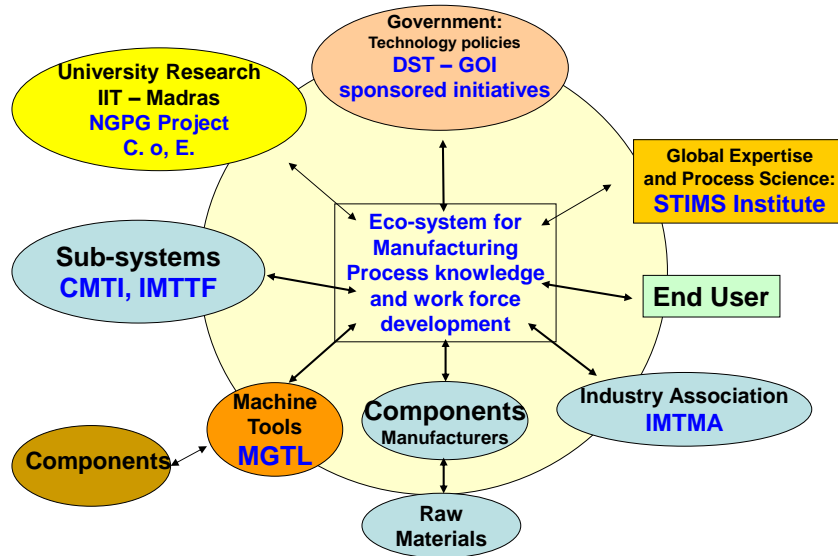 Government:
Technology policies
DST – GOI
sponsored initiatives
University Research
IIT – Madras
NGPG Project
C. o, E.
Global Expertise
and Process Science:
STIMS Institute
Eco-system for
Manufacturing
Process knowledge
and work force
development
Sub-systems
CMTI, IMTTF
End User
Machine
Tools
MGTL
Components
Manufacturers
Industry Association
IMTMA
Components
Raw
Materials